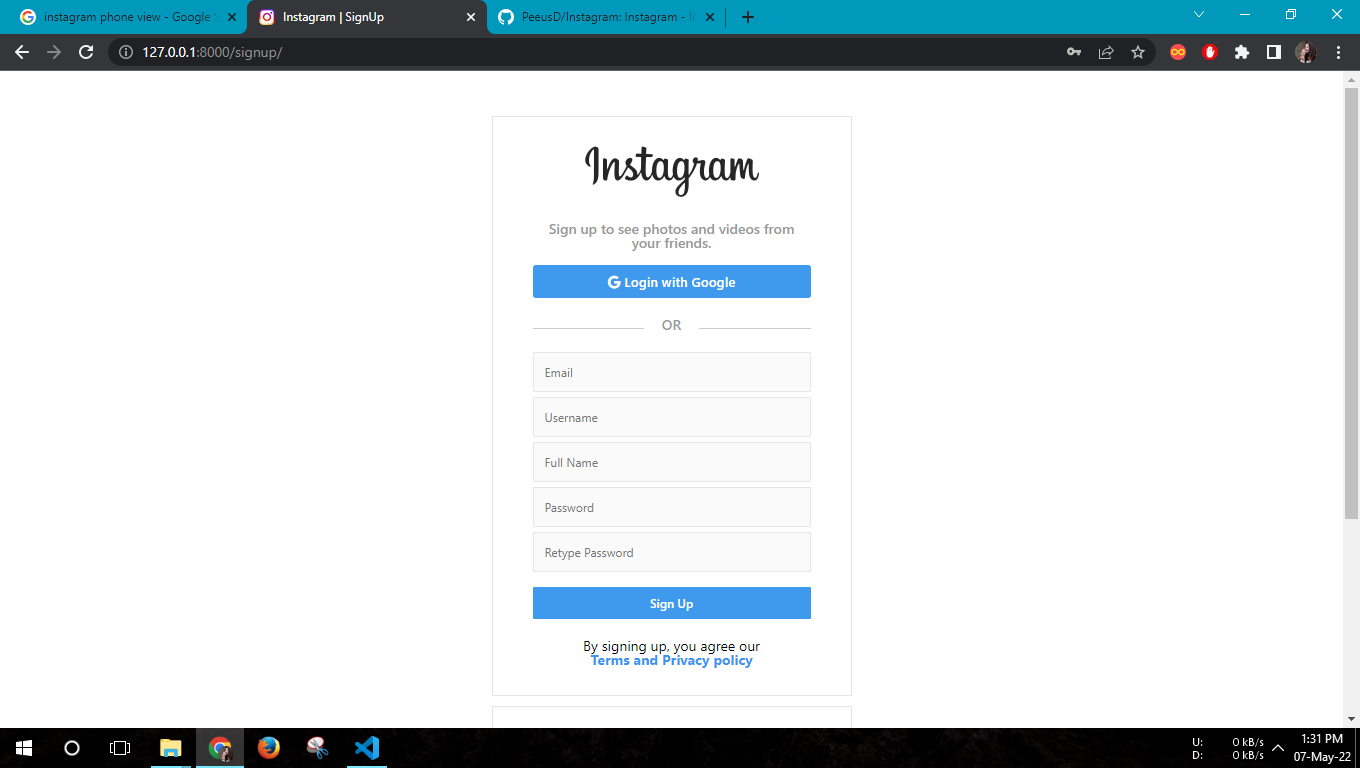 instagram phone view - Google S
Instagram | SignUp
PeeusD/Instagram: Instagram - In
127.0.0.1:8000/signup/
Instagram
Sign up to see photos and videos from
your friends.
G Login with Google
OR
Email
Username
Full Name
Password
Retype Password
Sign Up
By signing up, you agree our
Terms and Privacy policy
U: 0 kB/s
D: 0 kB/s
1:31 PM
07-May-22